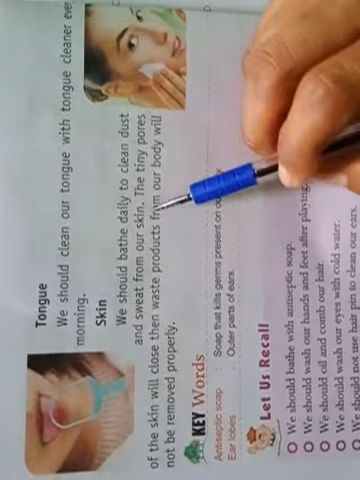 Tongue
We should clean our tongue with tongue cleaner
morning.
Skin
We should bathe daily to clean dust
and sweat from our skin. The tiny pores
of the skin will close then waste products from our body will
not be removed properly.
KEY Words
Antiseptic soap : Soap that kills germs present on
Ear lobes : Outer parts of ears
Let Us Recall
We should bathe with antiseptic soap.
We should wash our hands and feet after playing.
We should oil and comb our hair.
We should wash our eyes with cold water.
We should not use hair pin to clean our ears.